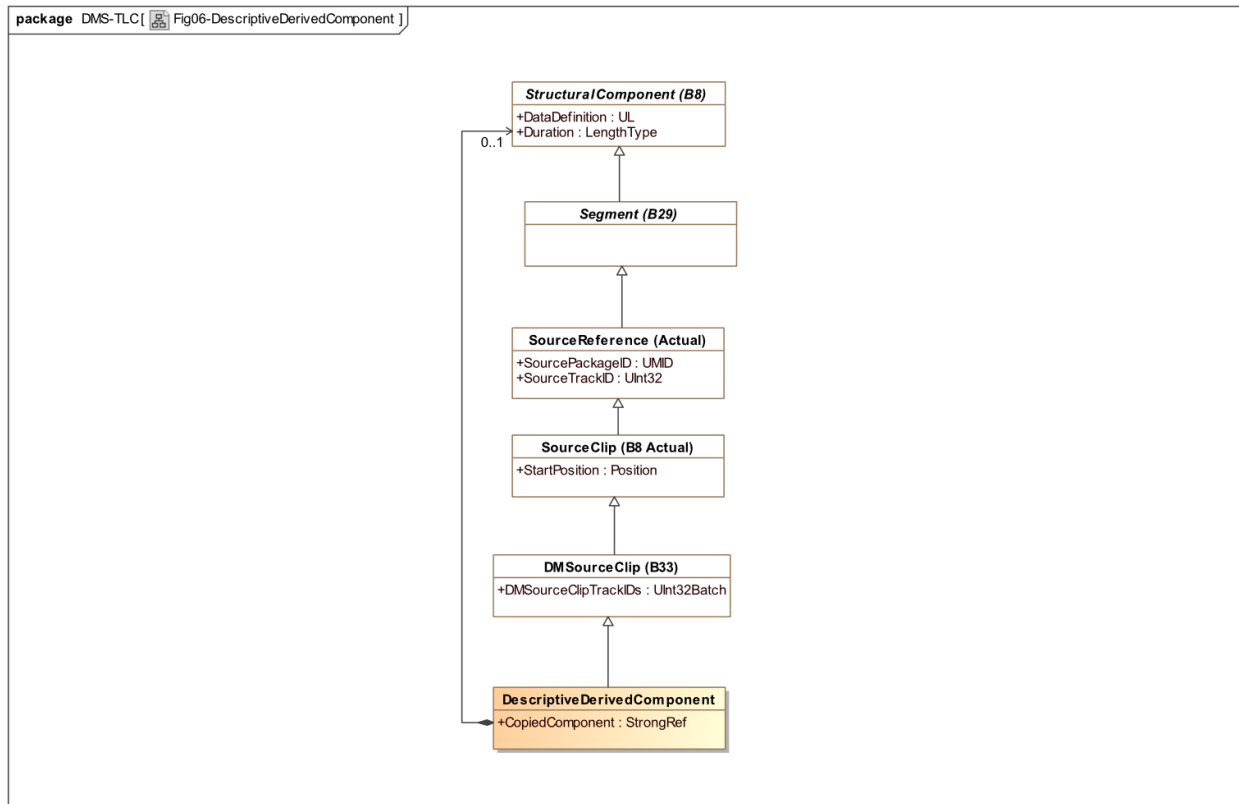 package DMS-TLC[ Fig06-DescriptiveDerivedComponent ]
StructuralComponent (B8)
+DataDefinition : UL
+Duration : LengthType
0..1
Segment (B29)
SourceReference (Actual)
+SourcePackageID : UMID
+SourceTrackID : UInt32
SourceClip (B8 Actual)
+StartPosition : Position
DMSourceClip (B33)
+DMSourceClipTrackIDs : UInt32Batch
DescriptiveDerivedComponent
+CopiedComponent : StrongRef